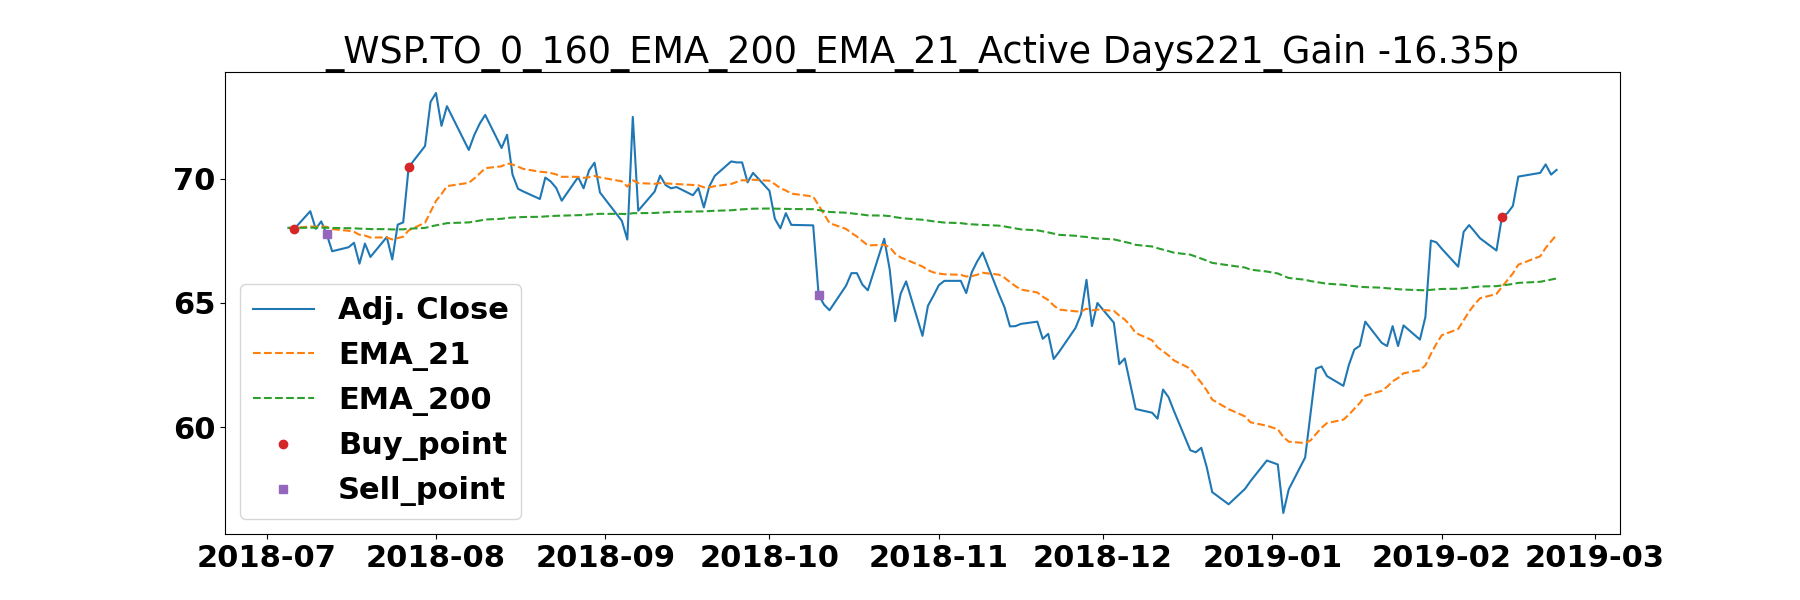 _WSP.TO_0_160_EMA_200_EMA_21_Active Days221_Gain -16.35p
70
65
60
Adj. Close
EMA_21
EMA_200
Buy_point
Sell_point
2018-07 2018-08 2018-09 2018-10 2018-11 2018-12 2019-01 2019-02 2019-03